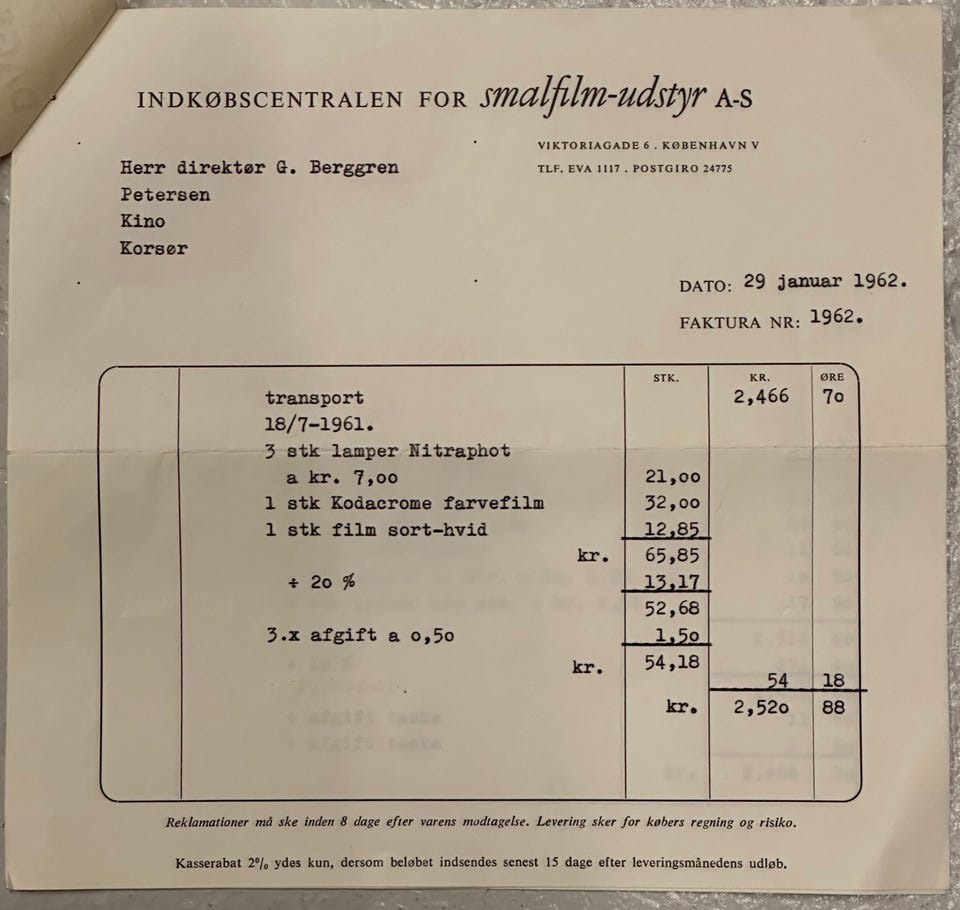 INDKØBSCENTRALEN FOR smalfilm-udstyr A-S
VIKTORIAGADE 6 . KØBENHAVN V
TLF. EVA 1117 . POSTGIRO 24775
Herr direktør G. Berggren
Petersen
Kino
Korsør
DATO: 29 januar 1962.
FAKTURA NR: 1962.
STK. KR. ØRE
transport 2,466 7o
18/7-1961.
3 stk lamper Nitraphot
a kr. 7,oo 21,oo
1 stk Kodacrome farvefilm 32,oo
1 stk film sort-hvid 12,85
kr. 65,85
÷ 2o % 13,17
52,68
3.x afgift a o,5o 1,5o
kr. 54,18
54 18
kr. 2,52o 88
Reklamationer må ske inden 8 dage efter varens modtagelse. Levering sker for købers regning og risiko.
Kasserabat 2% ydes kun, dersom beløbet indsendes senest 15 dage efter leveringsmånedens udløb.